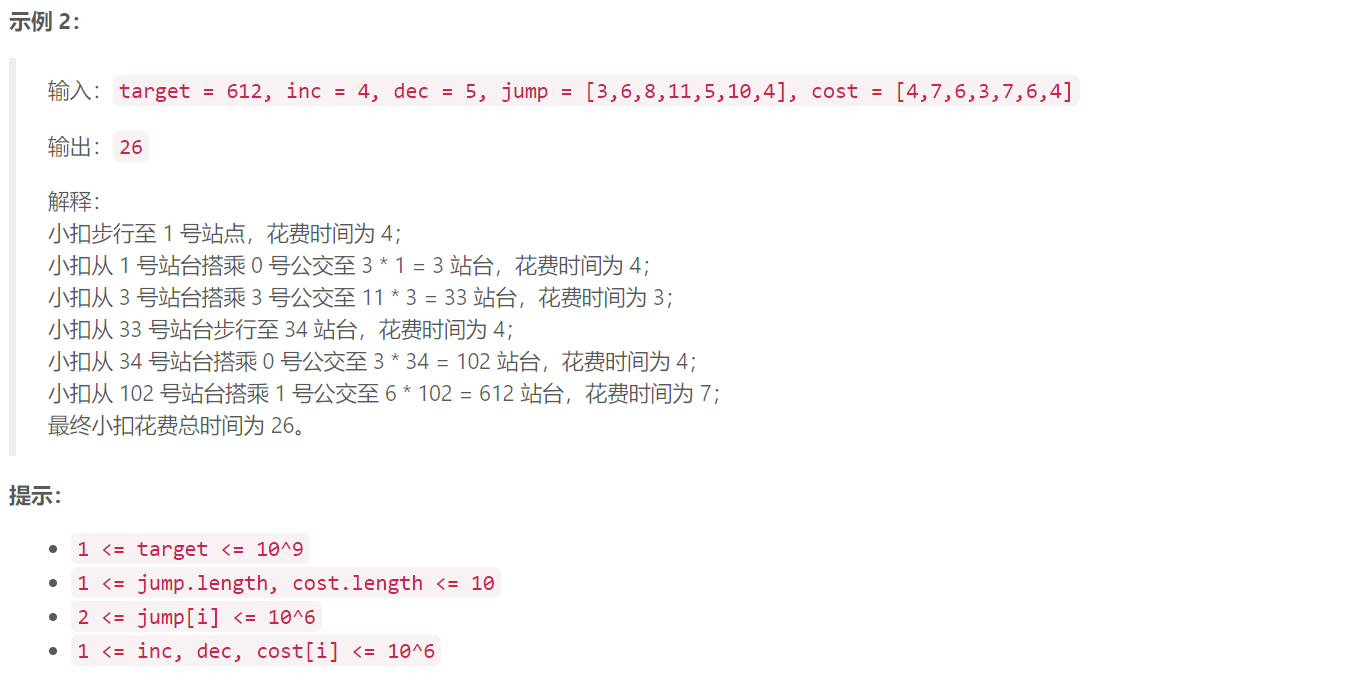 示例 2：
输入：target = 612, inc = 4, dec = 5, jump = [3,6,8,11,5,10,4], cost = [4,7,6,3,7,6,4]
输出：26
解释：
小扣步行至 1 号站点，花费时间为 4；
小扣从 1 号站台搭乘 0 号公交至 3 * 1 = 3 站台，花费时间为 4；
小扣从 3 号站台搭乘 3 号公交至 11 * 3 = 33 站台，花费时间为 3；
小扣从 33 号站台步行至 34 站台，花费时间为 4；
小扣从 34 号站台搭乘 0 号公交至 3 * 34 = 102 站台，花费时间为 4；
小扣从 102 号站台搭乘 1 号公交至 6 * 102 = 612 站台，花费时间为 7；
最终小扣花费总时间为 26。
提示：
1 <= target <= 10^9
1 <= jump.length, cost.length <= 10
2 <= jump[i] <= 10^6
1 <= inc, dec, cost[i] <= 10^6